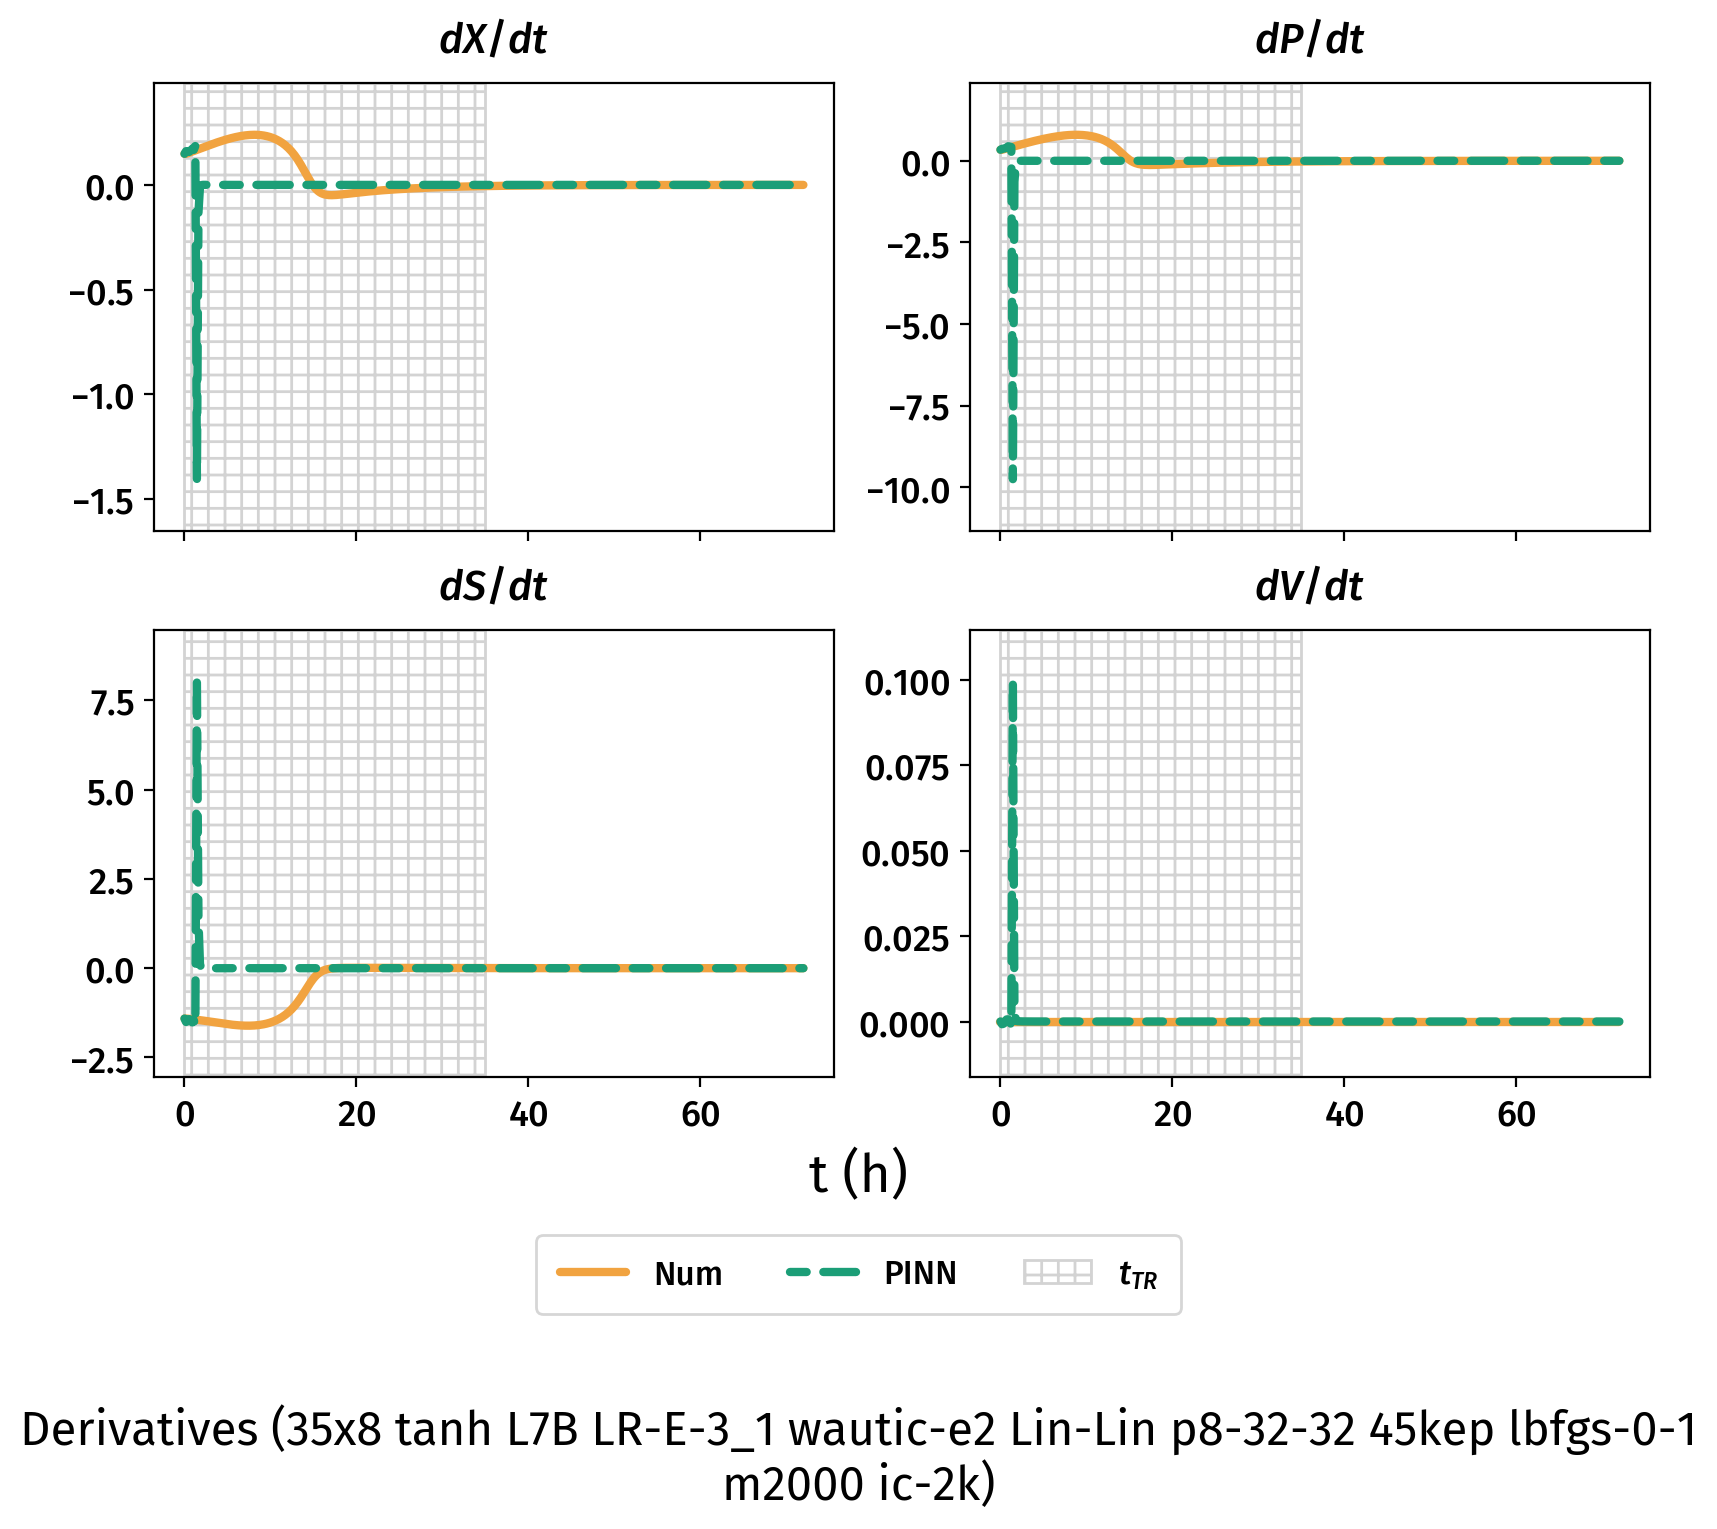 dX/dt
dP/dt
0.0
−0.5
−1.0
−1.5
0.0
−2.5
−5.0
−7.5
−10.0
dS/dt
dV/dt
7.5
5.0
2.5
0.0
−2.5
0.100
0.075
0.050
0.025
0.000
0 20 40 60
0 20 40 60
t (h)
Num PINN tTR
Derivatives (35x8 tanh L7B LR-E-3_1 wautic-e2 Lin-Lin p8-32-32 45kep lbfgs-0-1
m2000 ic-2k)